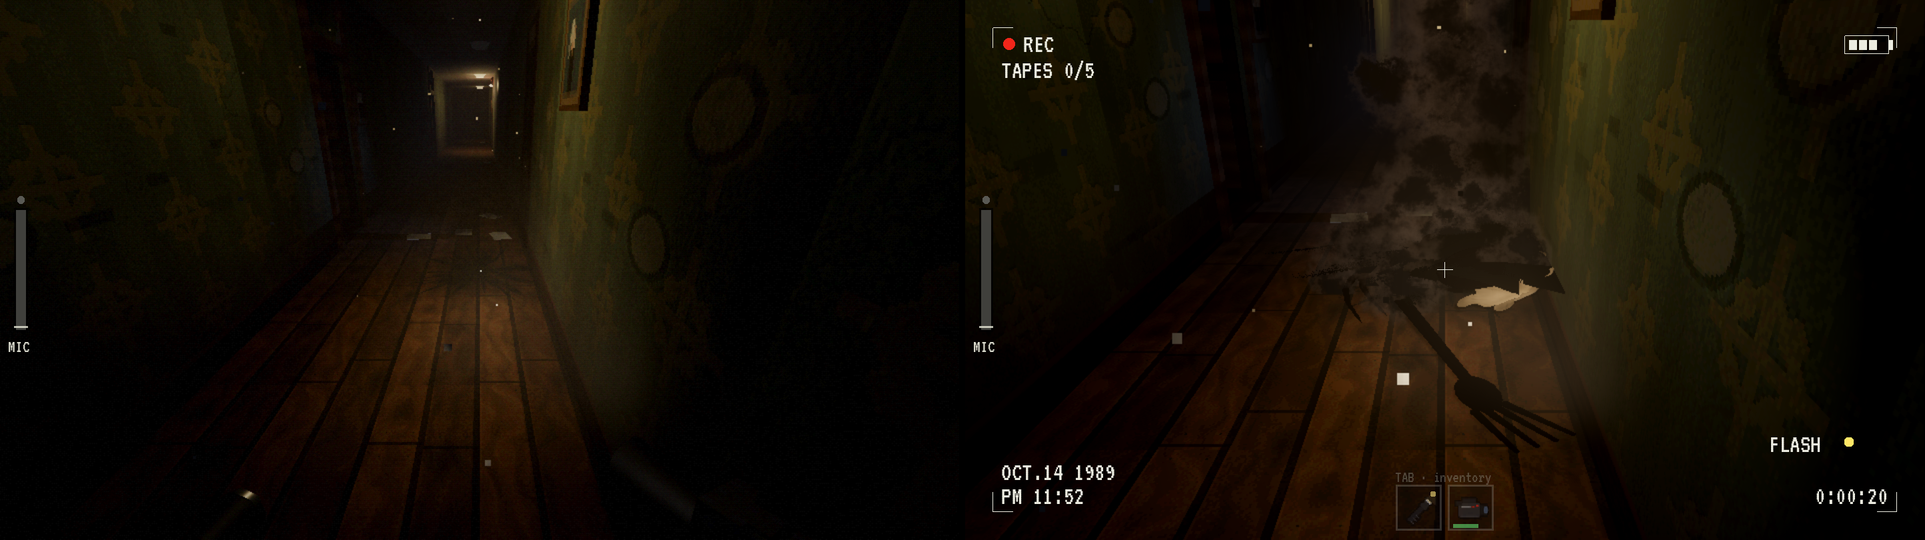 MIC
REC
TAPES 0/5
MIC
FLASH
OCT.14 1989
PM 11:52
TAB · inventory
0:00:20